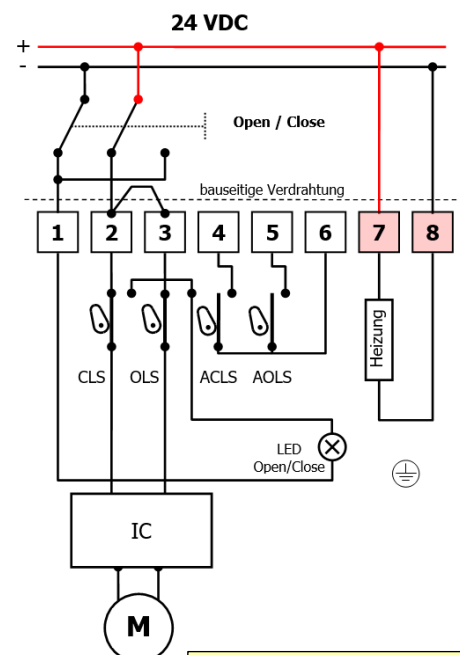 24 VDC
+
-
Open / Close
bauseitige Verdrahtung
1 2 3 4 5 6 7 8
Heizung
CLS OLS ACLS AOLS
LED
Open/Close
IC
M